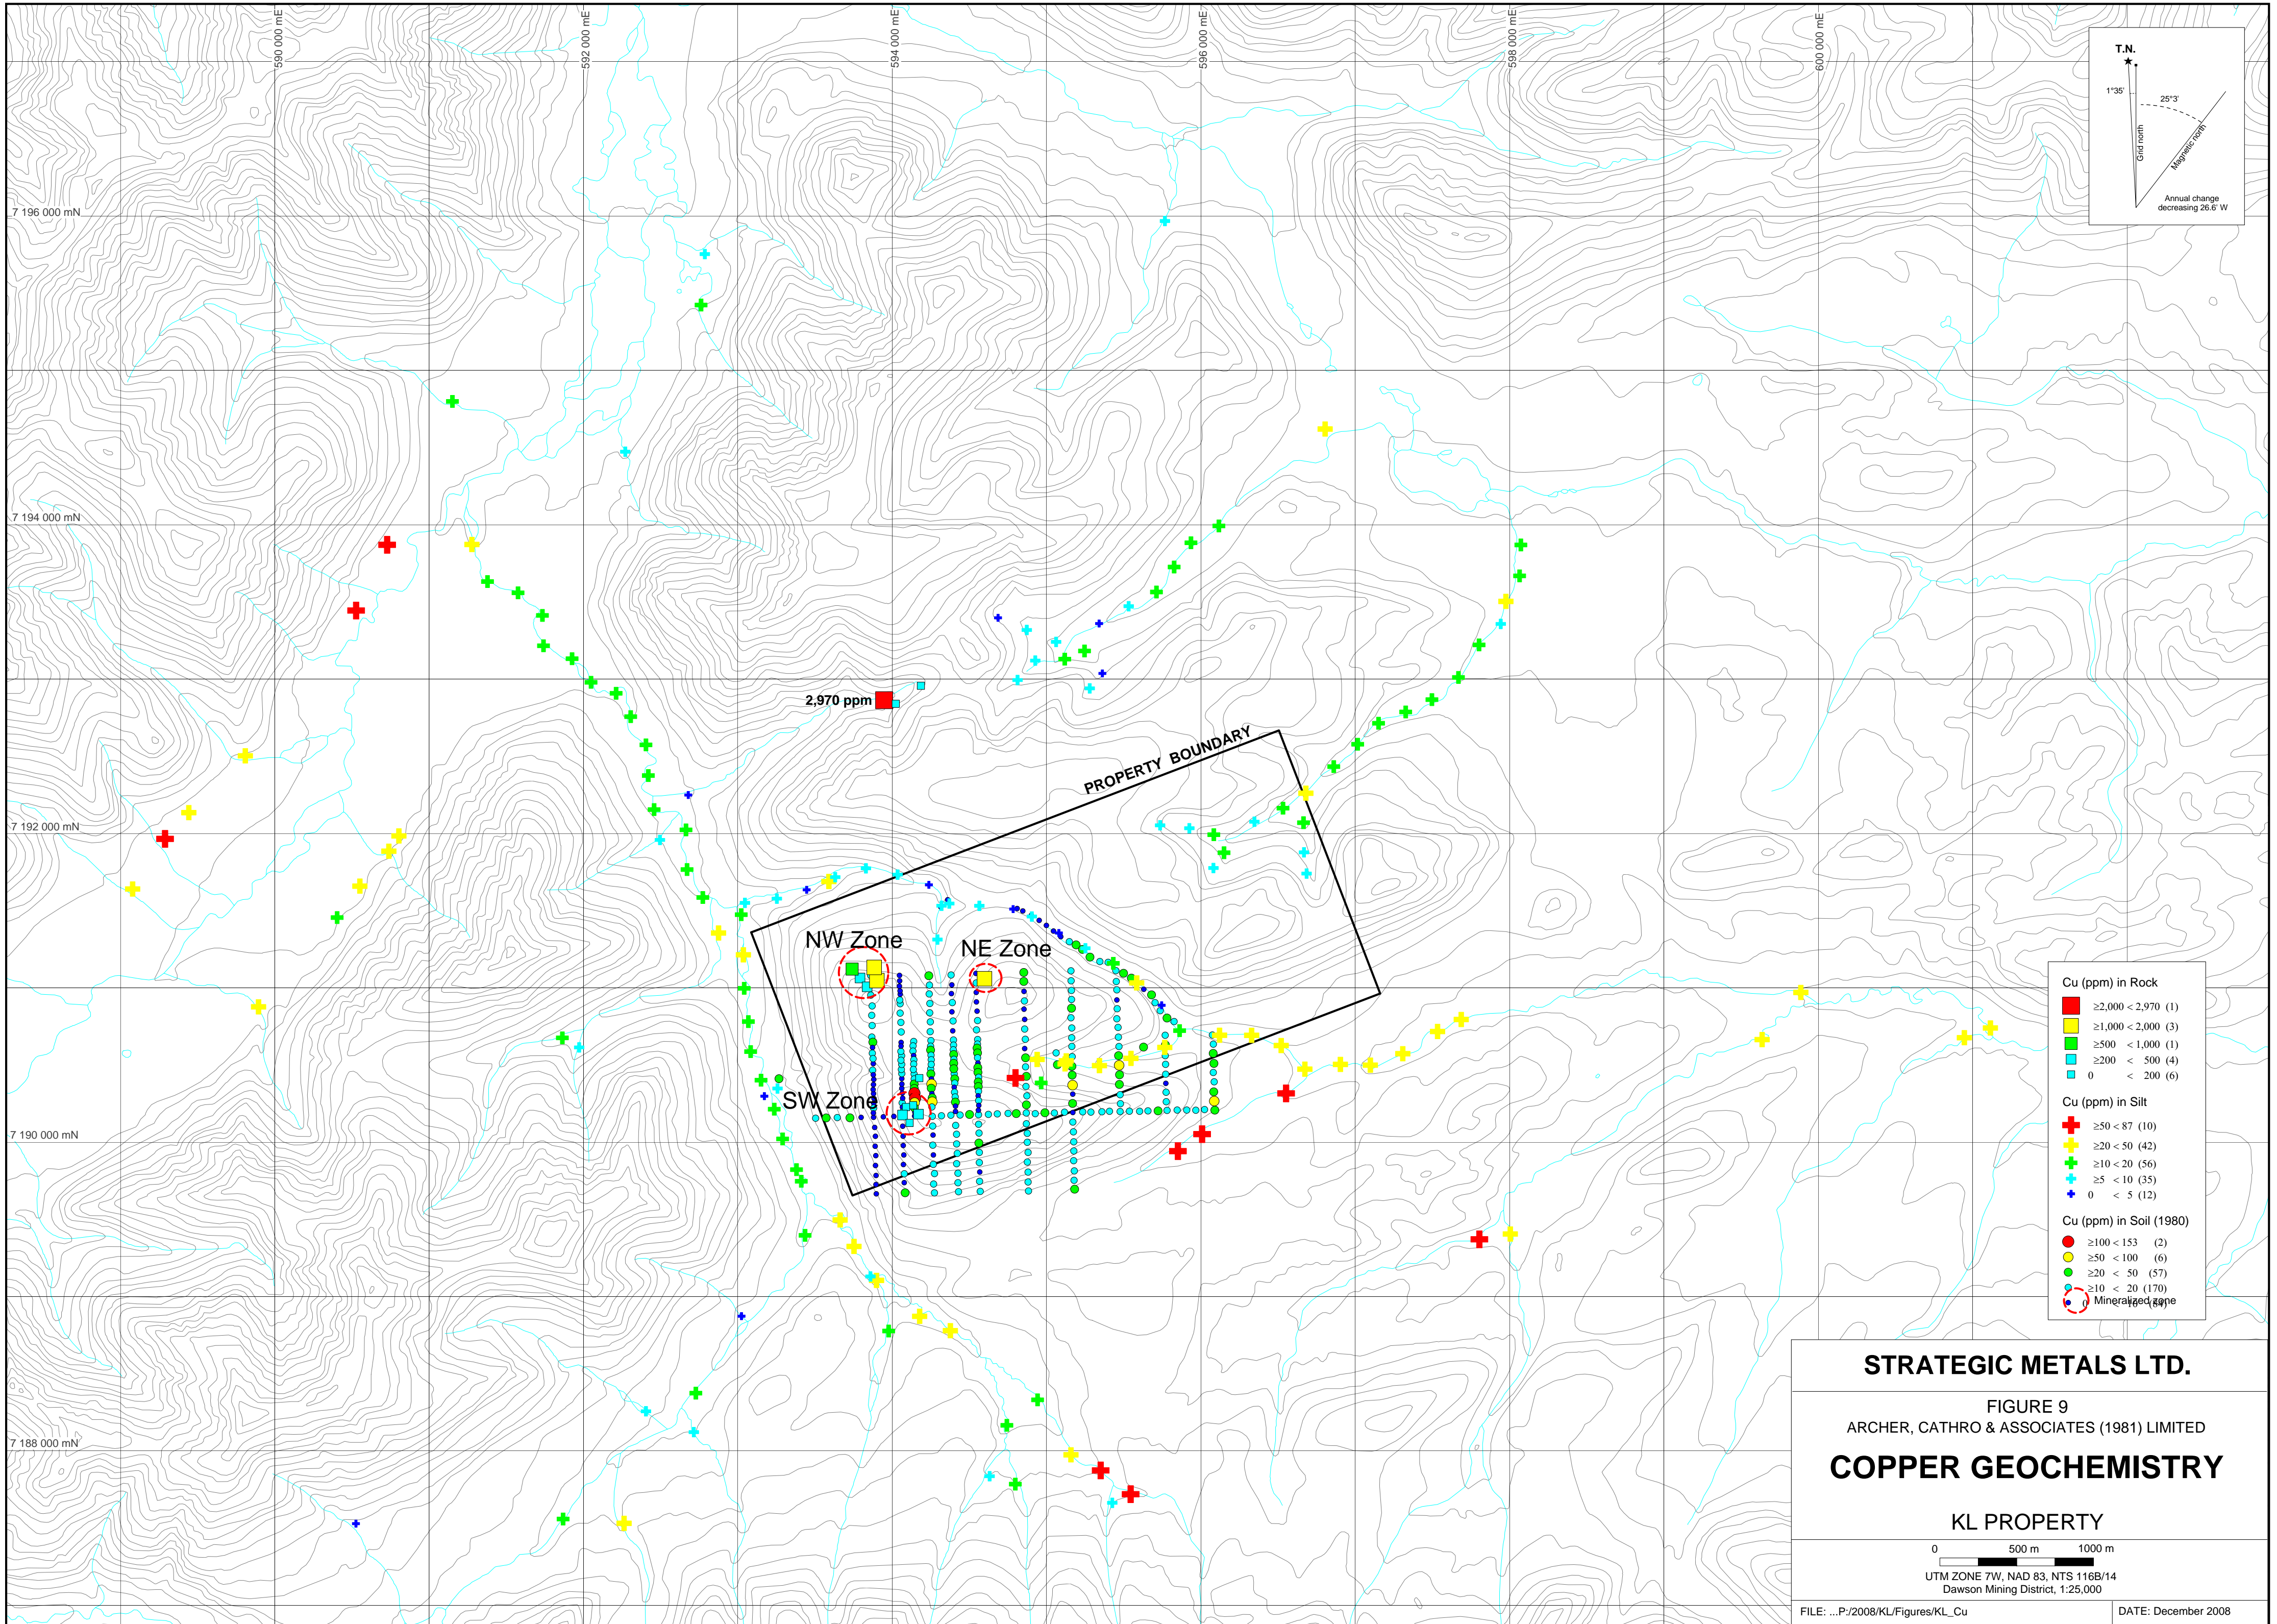 590 000 mE
592 000 mE
594 000 mE
596 000 mE
598 000 mE
600 000 mE
T.N.
1°35'
25°3'
Grid north
Magnetic north
Annual change
decreasing 26.6' W
7 196 000 mN
7 194 000 mN
2,970 ppm
PROPERTY BOUNDARY
7 192 000 mN
NW Zone
NE Zone
SW Zone
7 190 000 mN
7 188 000 mN
Cu (ppm) in Rock
≥2,000 < 2,970 (1)
≥1,000 < 2,000 (3)
≥500 < 1,000 (1)
≥200 < 500 (4)
0 < 200 (6)
Cu (ppm) in Silt
≥50 < 87 (10)
≥20 < 50 (42)
≥10 < 20 (56)
≥5 < 10 (35)
0 < 5 (12)
Cu (ppm) in Soil (1980)
≥100 < 153 (2)
≥50 < 100 (6)
≥20 < 50 (57)
≥10 < 20 (170)
Mineralized zone
STRATEGIC METALS LTD.
FIGURE 9
ARCHER, CATHRO & ASSOCIATES (1981) LIMITED
COPPER GEOCHEMISTRY
KL PROPERTY
0 500 m 1000 m
UTM ZONE 7W, NAD 83, NTS 116B/14
Dawson Mining District, 1:25,000
FILE: ...P:/2008/KL/Figures/KL_Cu
DATE: December 2008